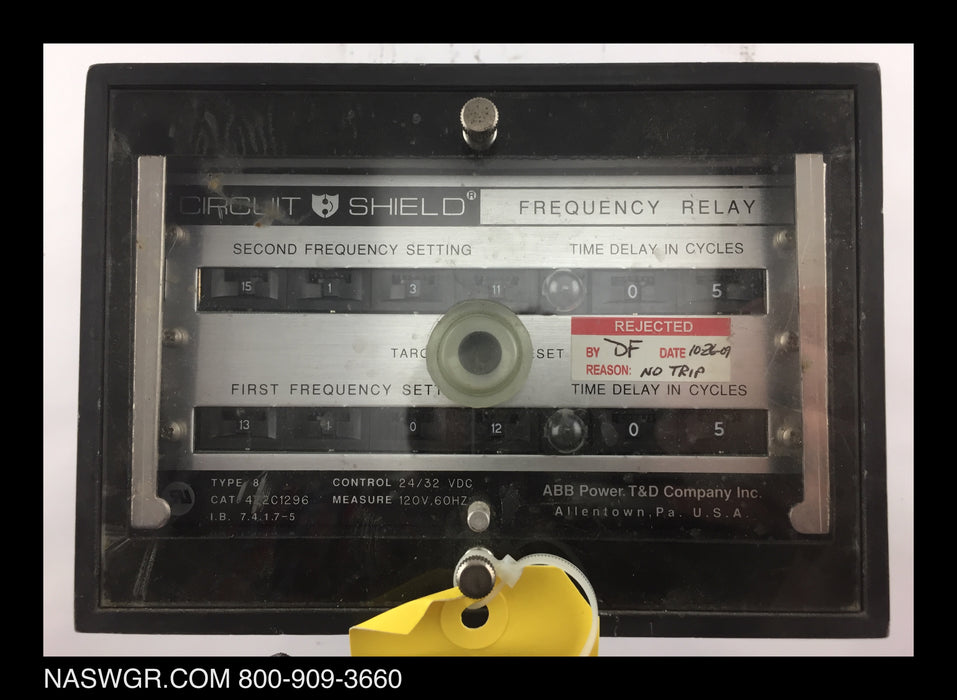 CIRCUIT SHIELD® FREQUENCY RELAY
SECOND FREQUENCY SETTING TIME DELAY IN CYCLES
15 1 3 11 0 5
REJECTED
BY DF DATE 10-26-09
REASON: NO TRIP
FIRST FREQUENCY TIME DELAY IN CYCLES
13 1 0 12 0 5
TYPE 8 CONTROL 24/32 VDC
CAT. MEASURE 120V, 60HZ
I.B. 7.4.1.7-5
ABB Power T&D Company Inc.
Allentown, Pa. U.S.A.
NASWGR.COM 800-909-3660